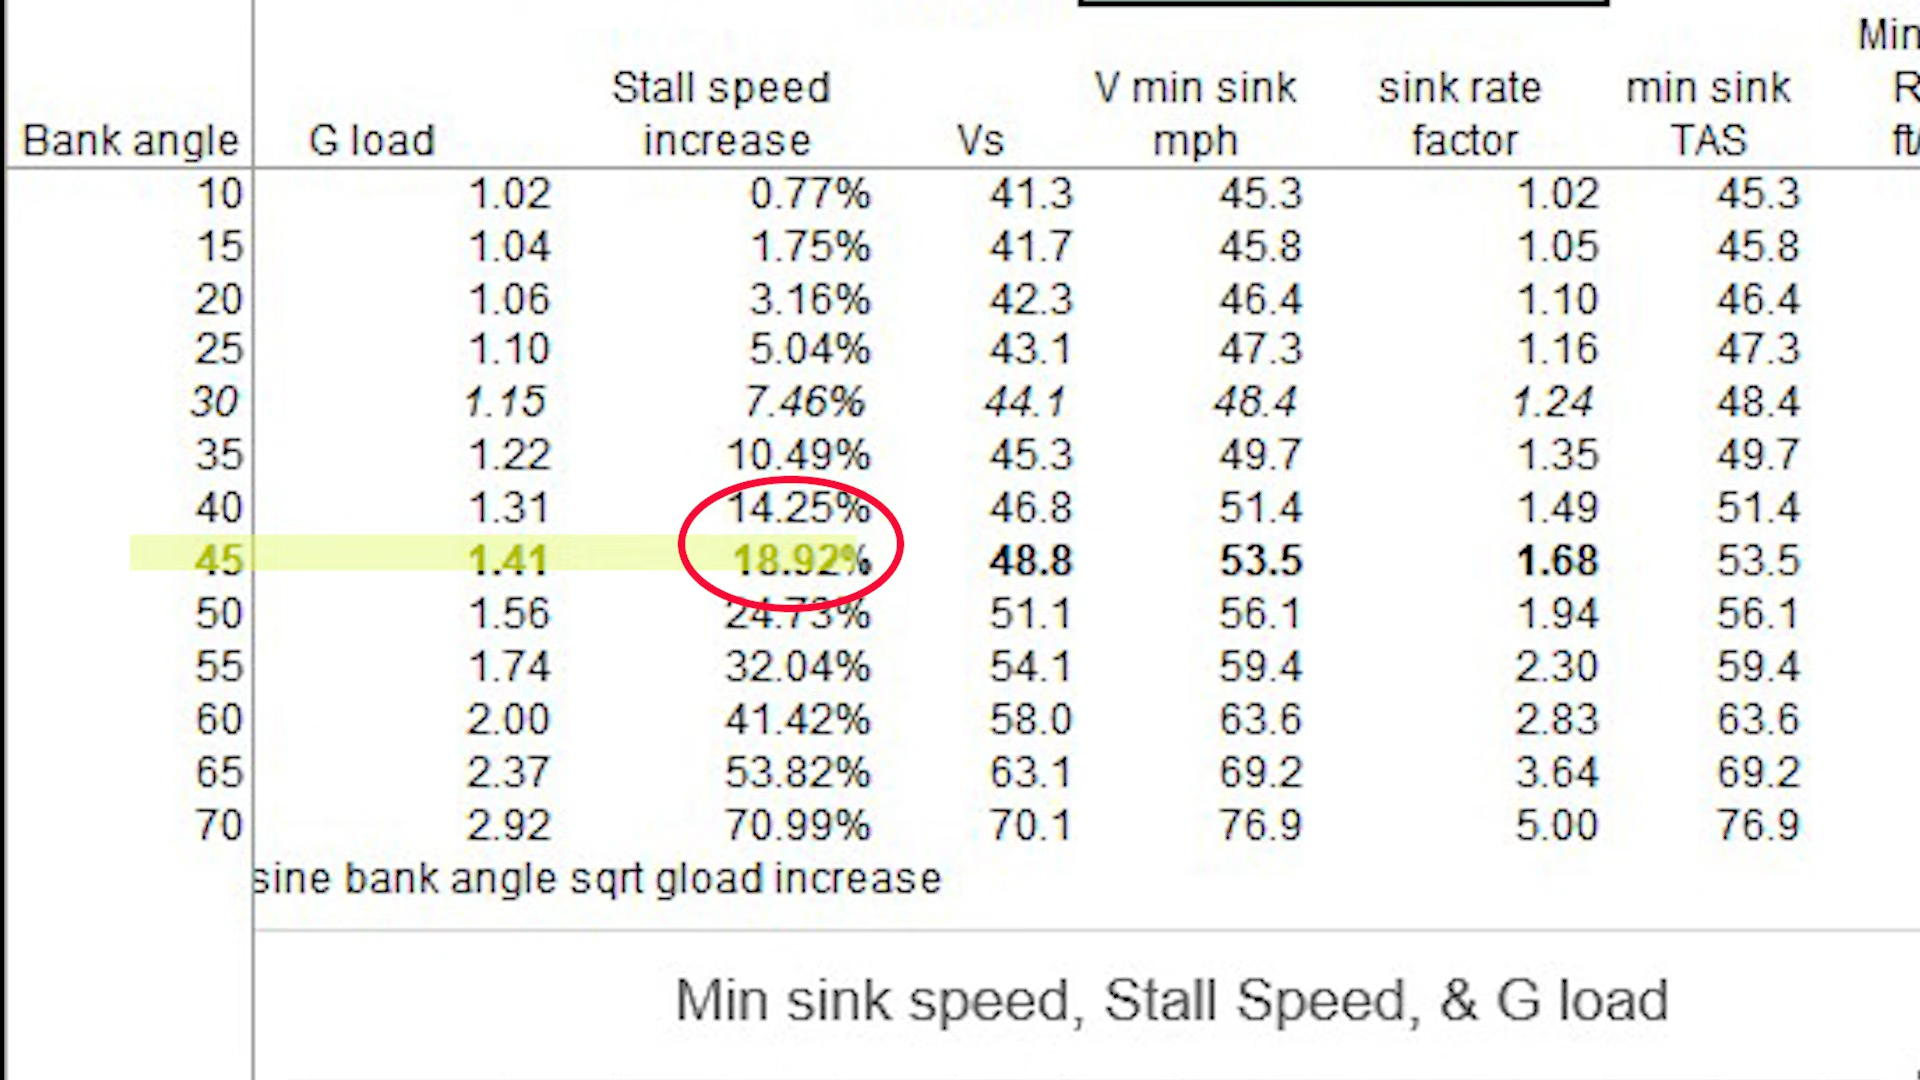 Min
Stall speed V min sink sink rate min sink R
Bank angle G load increase Vs mph factor TAS ft/
10 1.02 0.77% 41.3 45.3 1.02 45.3
15 1.04 1.75% 41.7 45.8 1.05 45.8
20 1.06 3.16% 42.3 46.4 1.10 46.4
25 1.10 5.04% 43.1 47.3 1.16 47.3
30 1.15 7.46% 44.1 48.4 1.24 48.4
35 1.22 10.49% 45.3 49.7 1.35 49.7
40 1.31 14.25% 46.8 51.4 1.49 51.4
45 1.41 18.92% 48.8 53.5 1.68 53.5
50 1.56 24.73% 51.1 56.1 1.94 56.1
55 1.74 32.04% 54.1 59.4 2.30 59.4
60 2.00 41.42% 58.0 63.6 2.83 63.6
65 2.37 53.82% 63.1 69.2 3.64 69.2
70 2.92 70.99% 70.1 76.9 5.00 76.9
sine bank angle sqrt gload increase
Min sink speed, Stall Speed, & G load